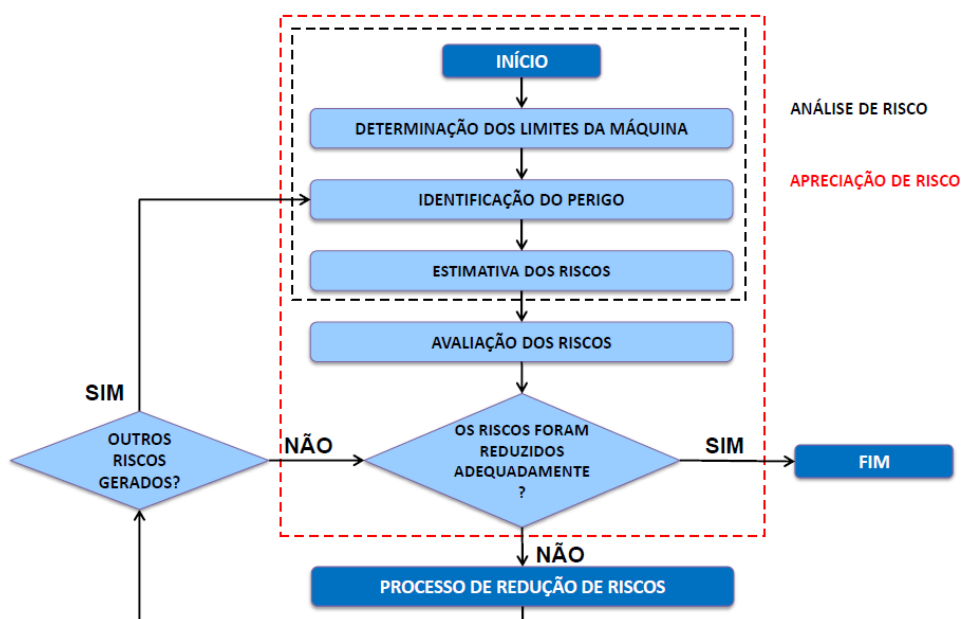 INÍCIO
DETERMINAÇÃO DOS LIMITES DA MÁQUINA
ANÁLISE DE RISCO
APRECIAÇÃO DE RISCO
IDENTIFICAÇÃO DO PERIGO
ESTIMATIVA DOS RISCOS
AVALIAÇÃO DOS RISCOS
SIM
OUTROS
RISCOS
GERADOS?
NÃO
OS RISCOS FORAM
REDUZIDOS
ADEQUADAMENTE
?
SIM
FIM
NÃO
PROCESSO DE REDUÇÃO DE RISCOS